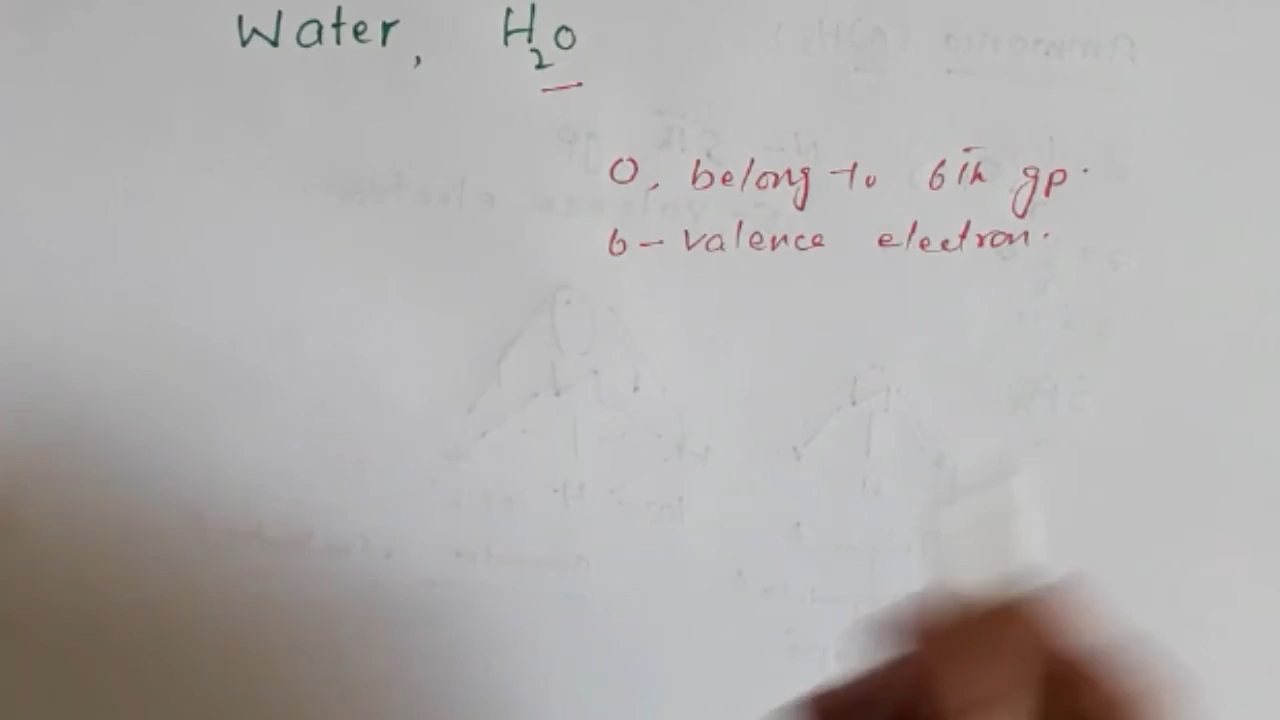 Water, H₂O
O, belong to 6th gp.
6 - valence electron.